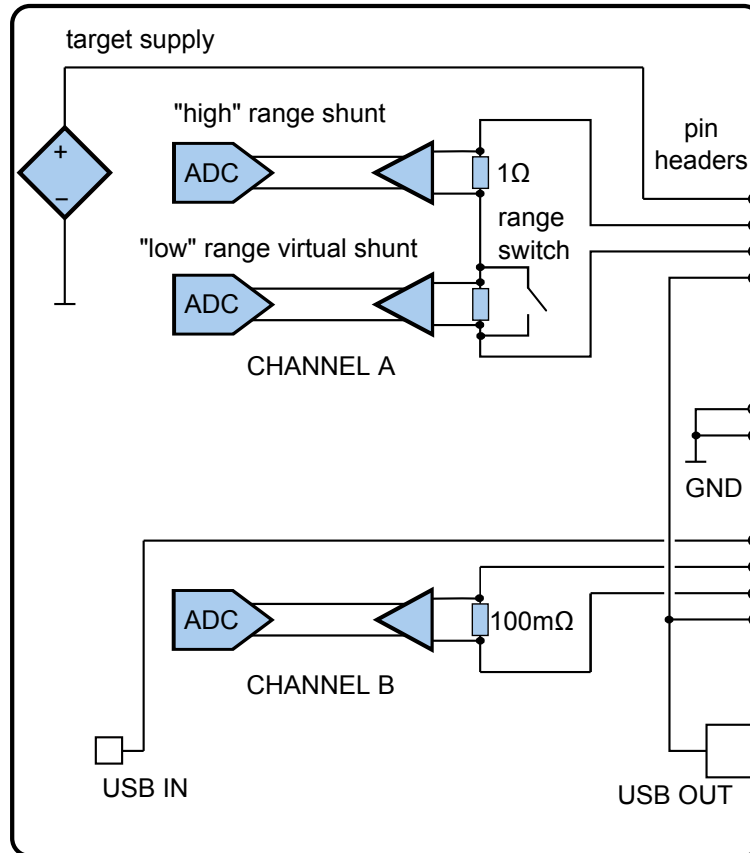 target supply
"high" range shunt
pin
headers
+
−
ADC
1Ω
range
switch
"low" range virtual shunt
ADC
CHANNEL A
GND
ADC
100mΩ
CHANNEL B
USB IN
USB OUT